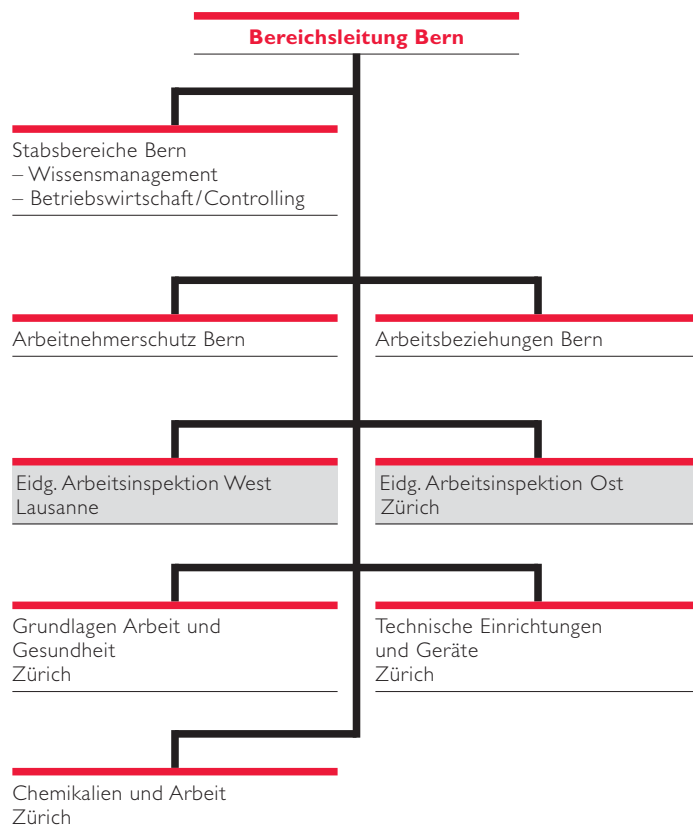 Bereichsleitung Bern
Stabsbereiche Bern
– Wissensmanagement
– Betriebswirtschaft/Controlling
Arbeitnehmerschutz Bern
Arbeitsbeziehungen Bern
Eidg. Arbeitsinspektion West
Lausanne
Eidg. Arbeitsinspektion Ost
Zürich
Grundlagen Arbeit und
Gesundheit
Zürich
Technische Einrichtungen
und Geräte
Zürich
Chemikalien und Arbeit
Zürich